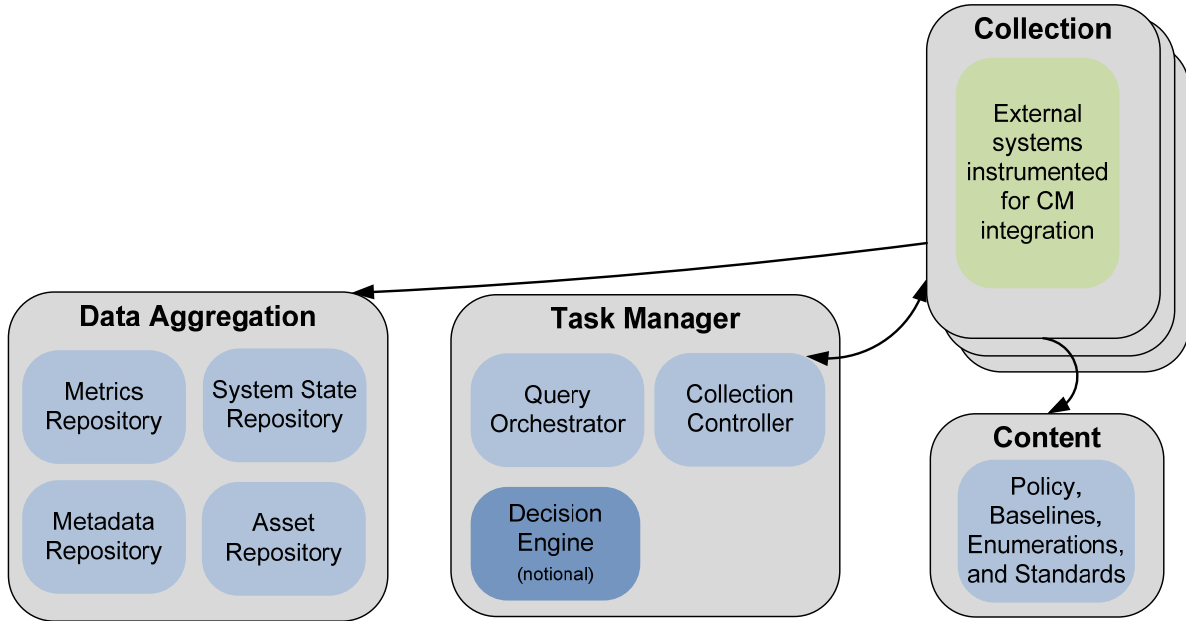 Collection
External
systems
instrumented
for CM
integration
Data Aggregation
Metrics
Repository
System State
Repository
Metadata
Repository
Asset
Repository
Task Manager
Query
Orchestrator
Collection
Controller
Decision
Engine
(notional)
Content
Policy,
Baselines,
Enumerations,
and Standards